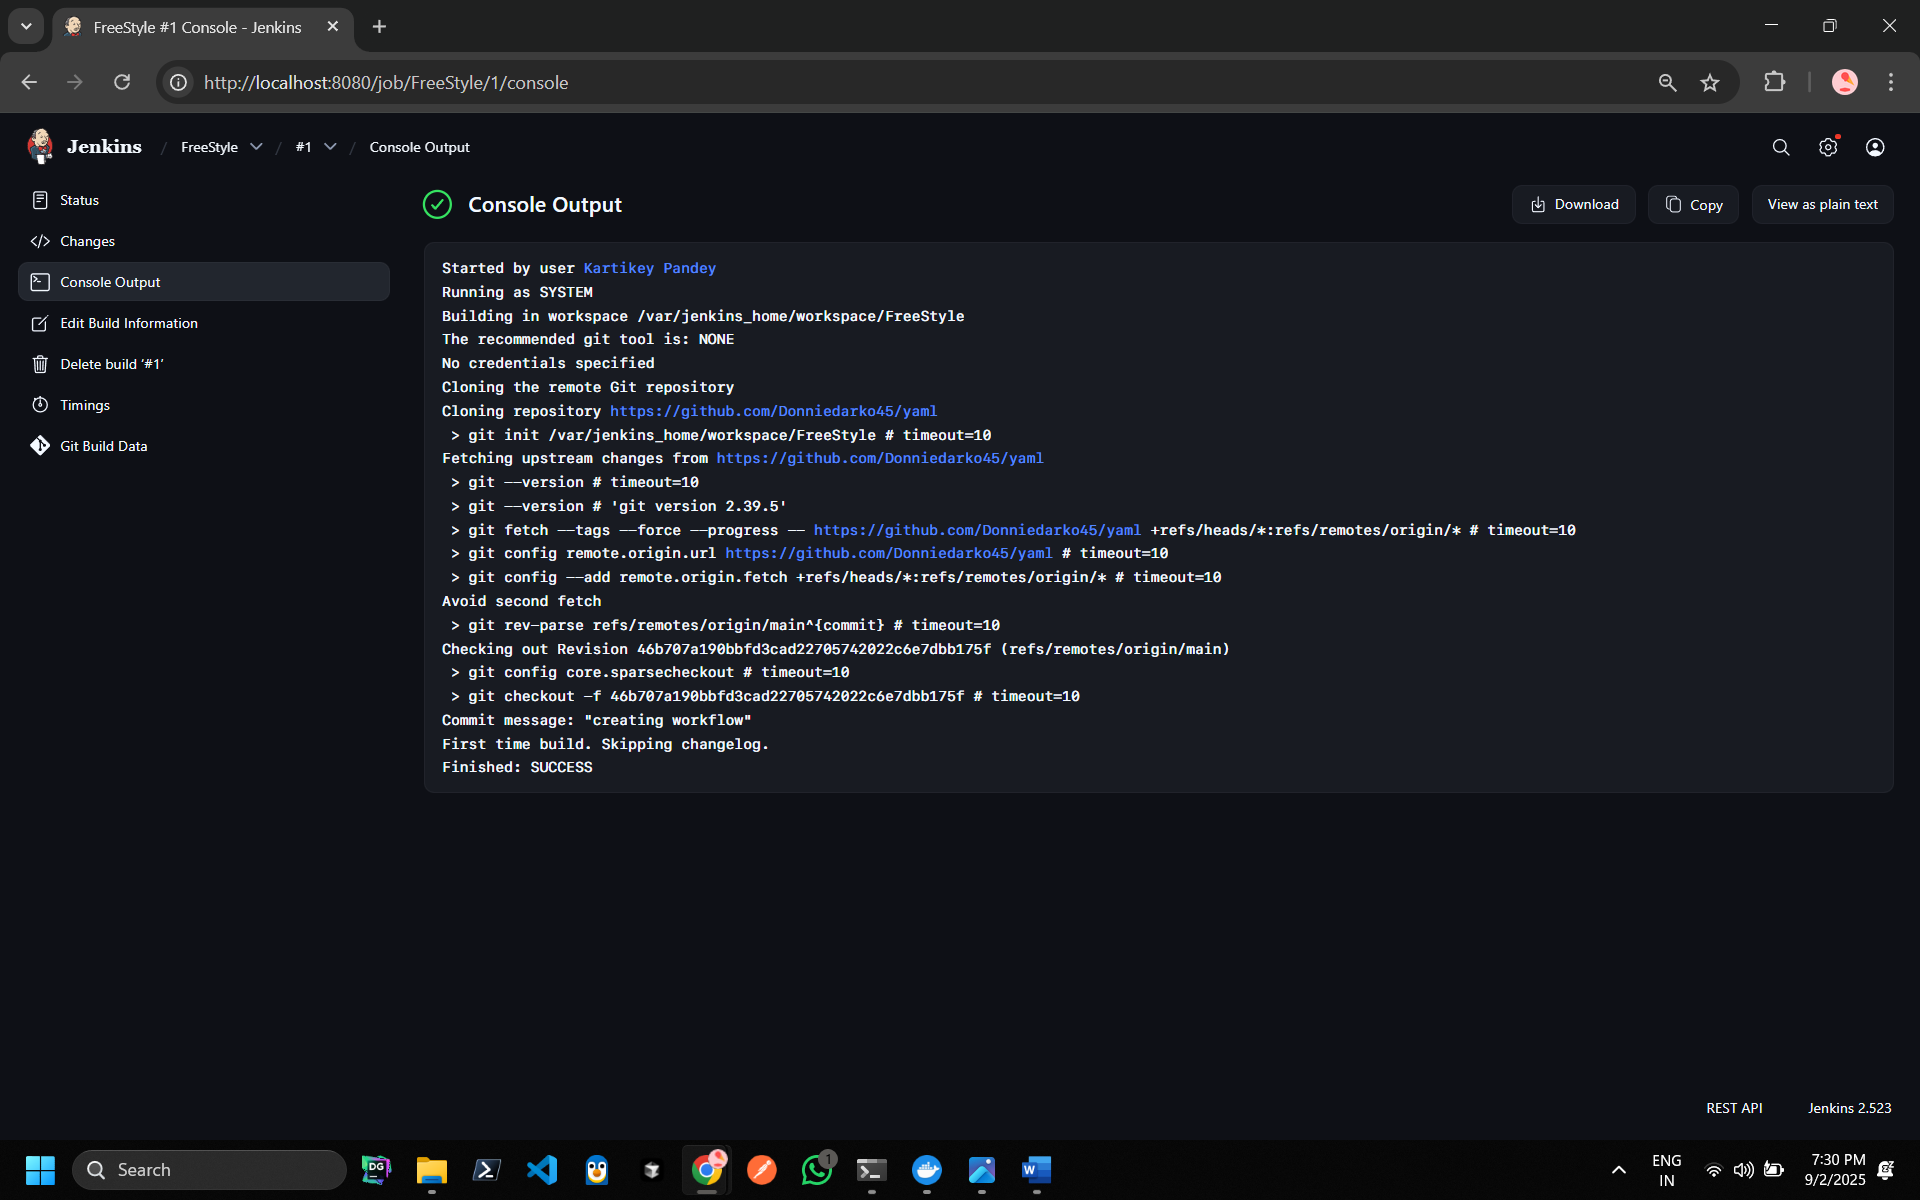 FreeStyle #1 Console - Jenkins
http://localhost:8080/job/FreeStyle/1/console
Jenkins / FreeStyle / #1 / Console Output
Status
Changes
Console Output
Edit Build Information
Delete build ‘#1’
Timings
Git Build Data
Console Output
Download
Copy
View as plain text
Started by user Kartikey Pandey
Running as SYSTEM
Building in workspace /var/jenkins_home/workspace/FreeStyle
The recommended git tool is: NONE
No credentials specified
Cloning the remote Git repository
Cloning repository https://github.com/Donniedarko45/yaml
> git init /var/jenkins_home/workspace/FreeStyle # timeout=10
Fetching upstream changes from https://github.com/Donniedarko45/yaml
> git --version # timeout=10
> git --version # 'git version 2.39.5'
> git fetch --tags --force --progress -- https://github.com/Donniedarko45/yaml +refs/heads/*:refs/remotes/origin/* # timeout=10
> git config remote.origin.url https://github.com/Donniedarko45/yaml # timeout=10
> git config --add remote.origin.fetch +refs/heads/*:refs/remotes/origin/* # timeout=10
Avoid second fetch
> git rev-parse refs/remotes/origin/main^{commit} # timeout=10
Checking out Revision 46b707a190bbfd3cad22705742022c6e7dbb175f (refs/remotes/origin/main)
> git config core.sparsecheckout # timeout=10
> git checkout -f 46b707a190bbfd3cad22705742022c6e7dbb175f # timeout=10
Commit message: "creating workflow"
First time build. Skipping changelog.
Finished: SUCCESS
REST API
Jenkins 2.523
Search
DG
1
W
ENG
IN
7:30 PM
9/2/2025